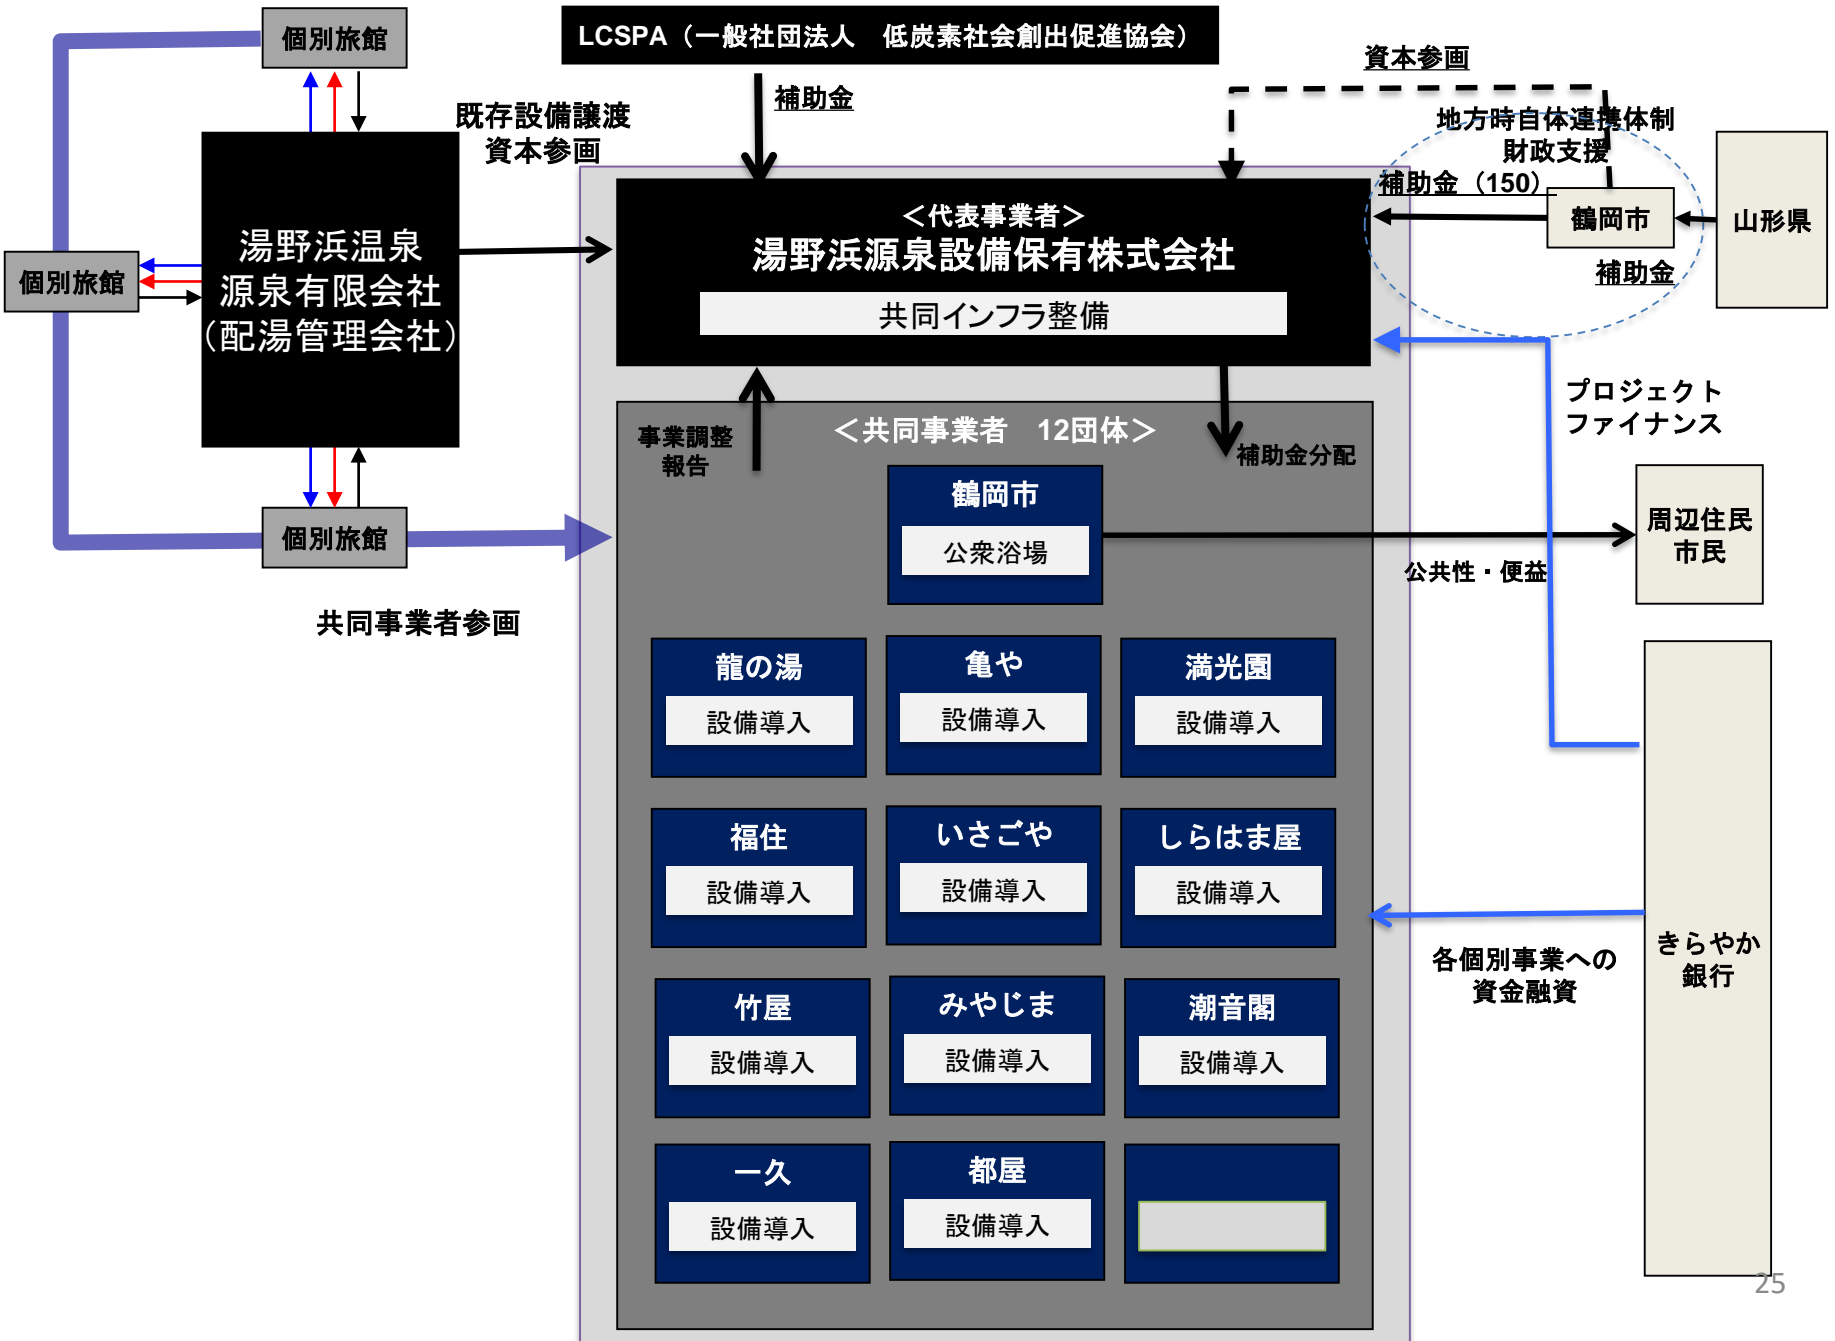 個別旅館
LCSPA（一般社団法人　低炭素社会創出促進協会）
補助金
資本参画
既存設備譲渡
資本参画
地方時自体連携体制
財政支援
補助金（150）
鶴岡市
山形県
補助金
湯野浜温泉
源泉有限会社
（配湯管理会社）
個別旅館
＜代表事業者＞
湯野浜源泉設備保有株式会社
共同インフラ整備
プロジェクト
ファイナンス
事業調整
報告
＜共同事業者　12団体＞
補助金分配
鶴岡市
公衆浴場
周辺住民
市民
公共性・便益
個別旅館
共同事業者参画
龍の湯
設備導入
亀や
設備導入
満光園
設備導入
福住
設備導入
いさごや
設備導入
しらはま屋
設備導入
きらやか
銀行
各個別事業への
資金融資
竹屋
設備導入
みやじま
設備導入
潮音閣
設備導入
一久
設備導入
都屋
設備導入
25